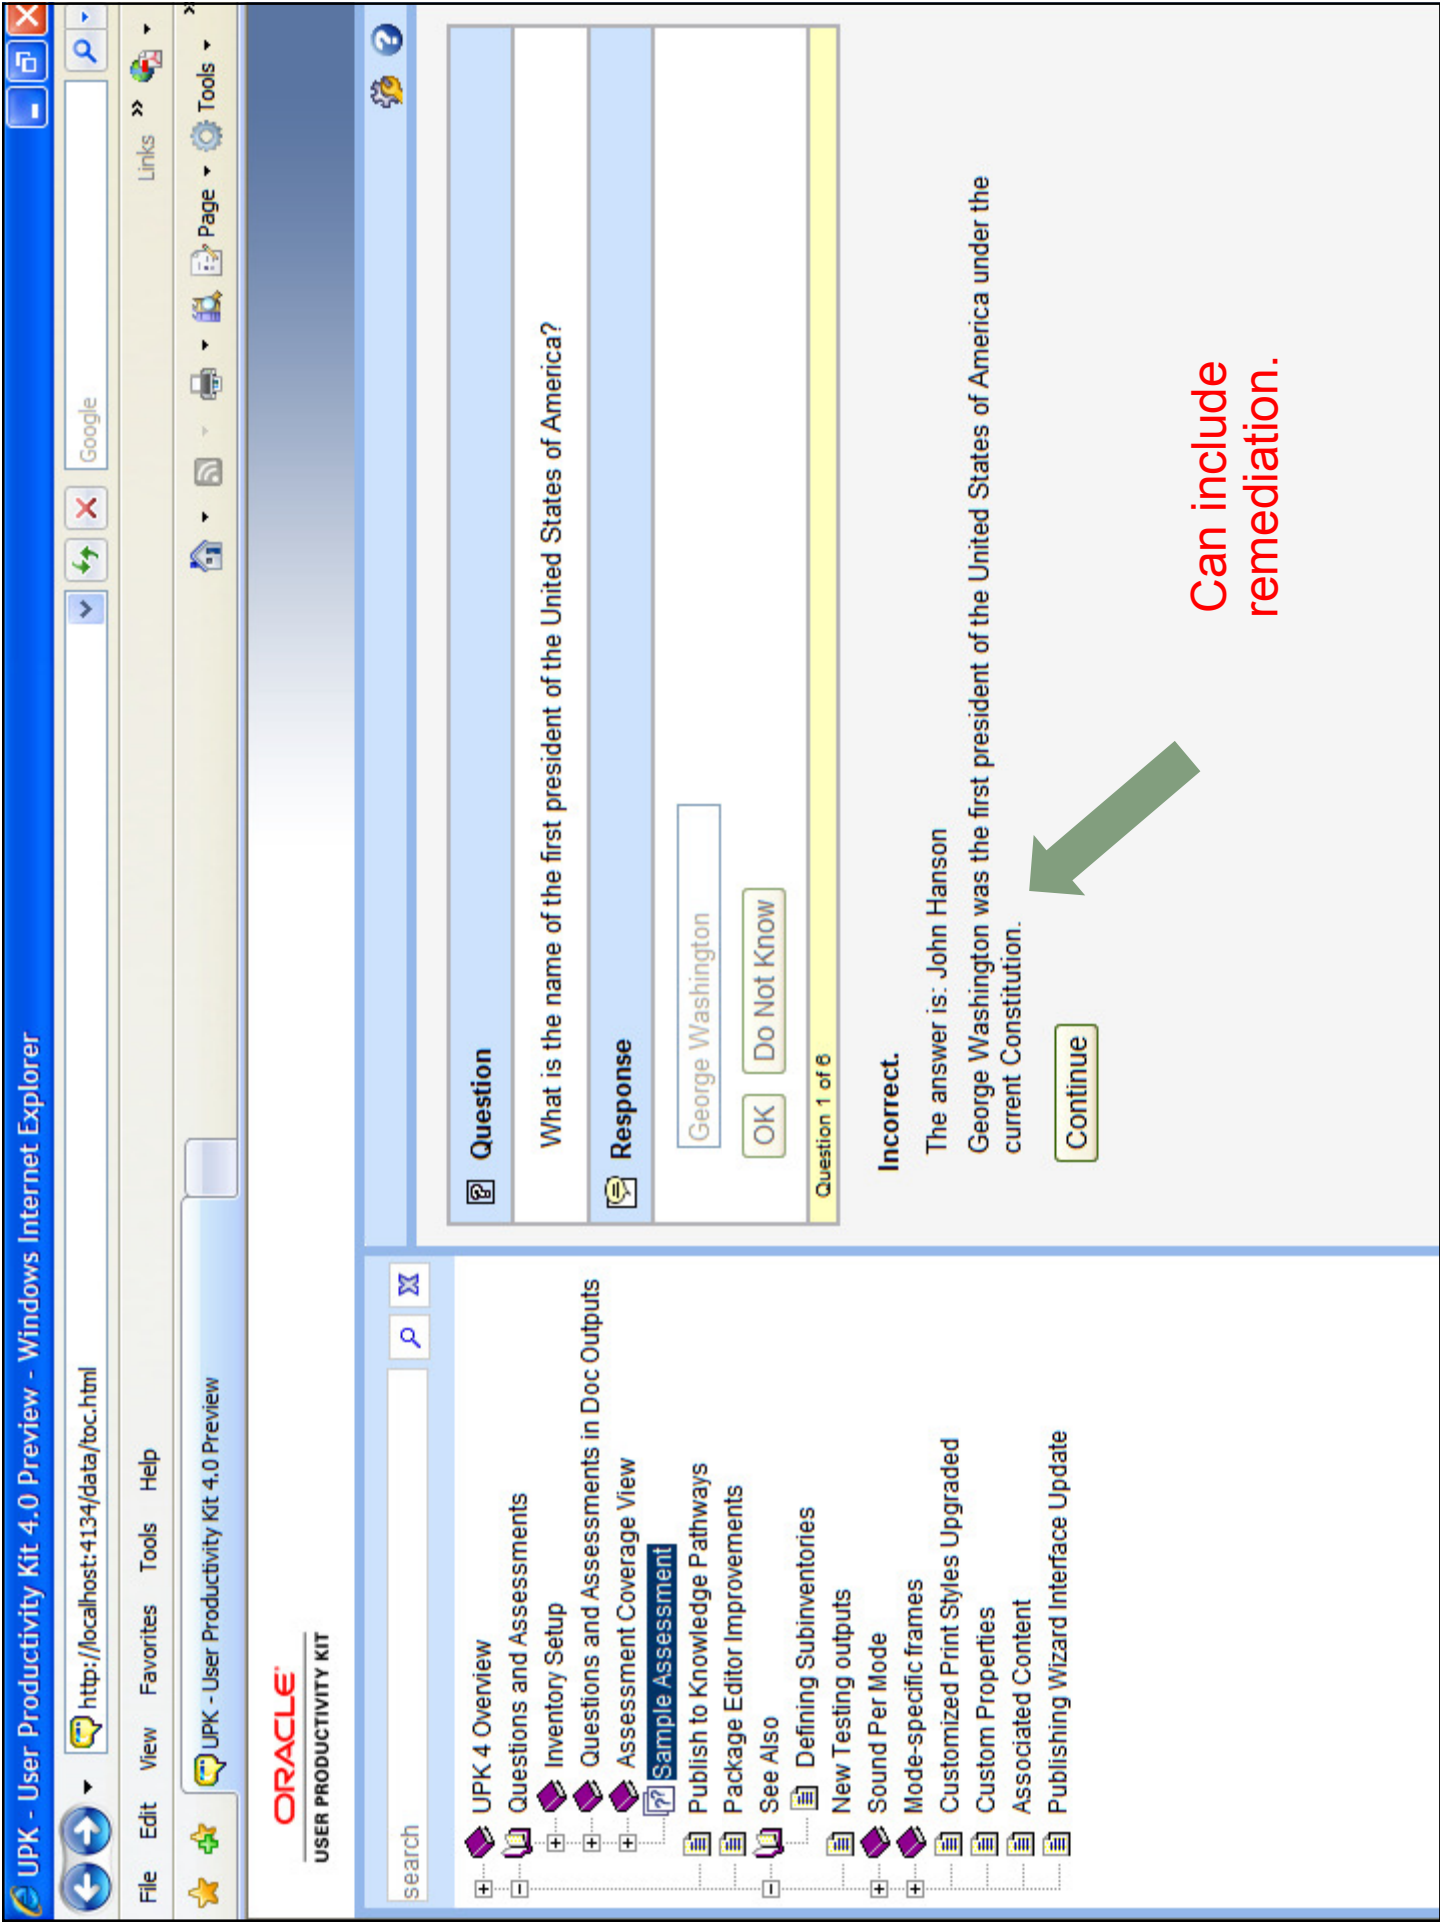 UPK - User Productivity Kit 4.0 Preview - Windows Internet Explorer
http://localhost:4134/data/toc.html
Google
File Edit View Favorites Tools Help
Links »
UPK - User Productivity Kit 4.0 Preview
Page Tools »
ORACLE
USER PRODUCTIVITY KIT
search
UPK 4 Overview
Questions and Assessments
Inventory Setup
Questions and Assessments in Doc Outputs
Assessment Coverage View
Sample Assessment
Publish to Knowledge Pathways
Package Editor Improvements
See Also
Defining Subinventories
New Testing outputs
Sound Per Mode
Mode-specific frames
Customized Print Styles Upgraded
Custom Properties
Associated Content
Publishing Wizard Interface Update
Question
What is the name of the first president of the United States of America?
Response
George Washington
OK Do Not Know
Question 1 of 6
Incorrect.
The answer is: John Hanson
George Washington was the first president of the United States of America under the
current Constitution.
Continue
Can include
remediation.